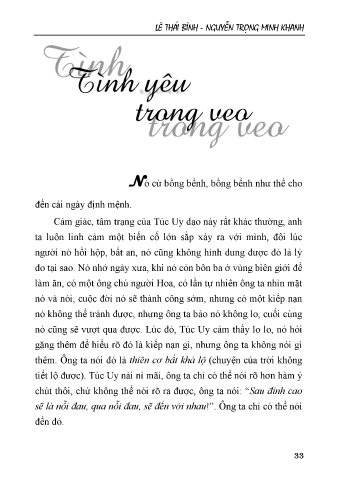 LÊ THÁI BÌNH - NGUYỄN TRỌNG MINH KHANH
Tình yêu
trong veo
Nó cứ bồng bềnh, bồng bềnh như thế cho
đến cái ngày định mệnh.
Cảm giác, tâm trạng của Túc Uy dạo này rất khác thường, anh
ta luôn linh cảm một biến cố lớn sắp xảy ra với mình, đôi lúc
người nó hồi hộp, bất an, nó cũng không hình dung được đó là lý
do tại sao. Nó nhớ ngày xưa, khi nó còn bôn ba ở vùng biên giới để
làm ăn, có một ông chủ người Hoa, có lần tự nhiên ông ta nhìn mặt
nó và nói, cuộc đời nó sẽ thành công sớm, nhưng có một kiếp nạn
nó không thể tránh được, nhưng ông ta bảo nó không lo, cuối cùng
nó cũng sẽ vượt qua được. Lúc đó, Túc Uy cảm thấy lo lo, nó hỏi
gặng thêm để hiểu rõ đó là kiếp nạn gì, nhưng ông ta không nói gì
thêm. Ông ta nói đó là thiên cơ bất khả lộ (chuyện của trời không
tiết lộ được). Túc Uy nài nỉ mãi, ông ta chỉ có thể nói rõ hơn hàm ý
chút thôi, chứ không thể nói rõ ra được, ông ta nói: “Sau đỉnh cao
sẽ là nỗi đau, qua nỗi đau, sẽ đến với nhau!”. Ông ta chỉ có thể nói
đến đó.
33